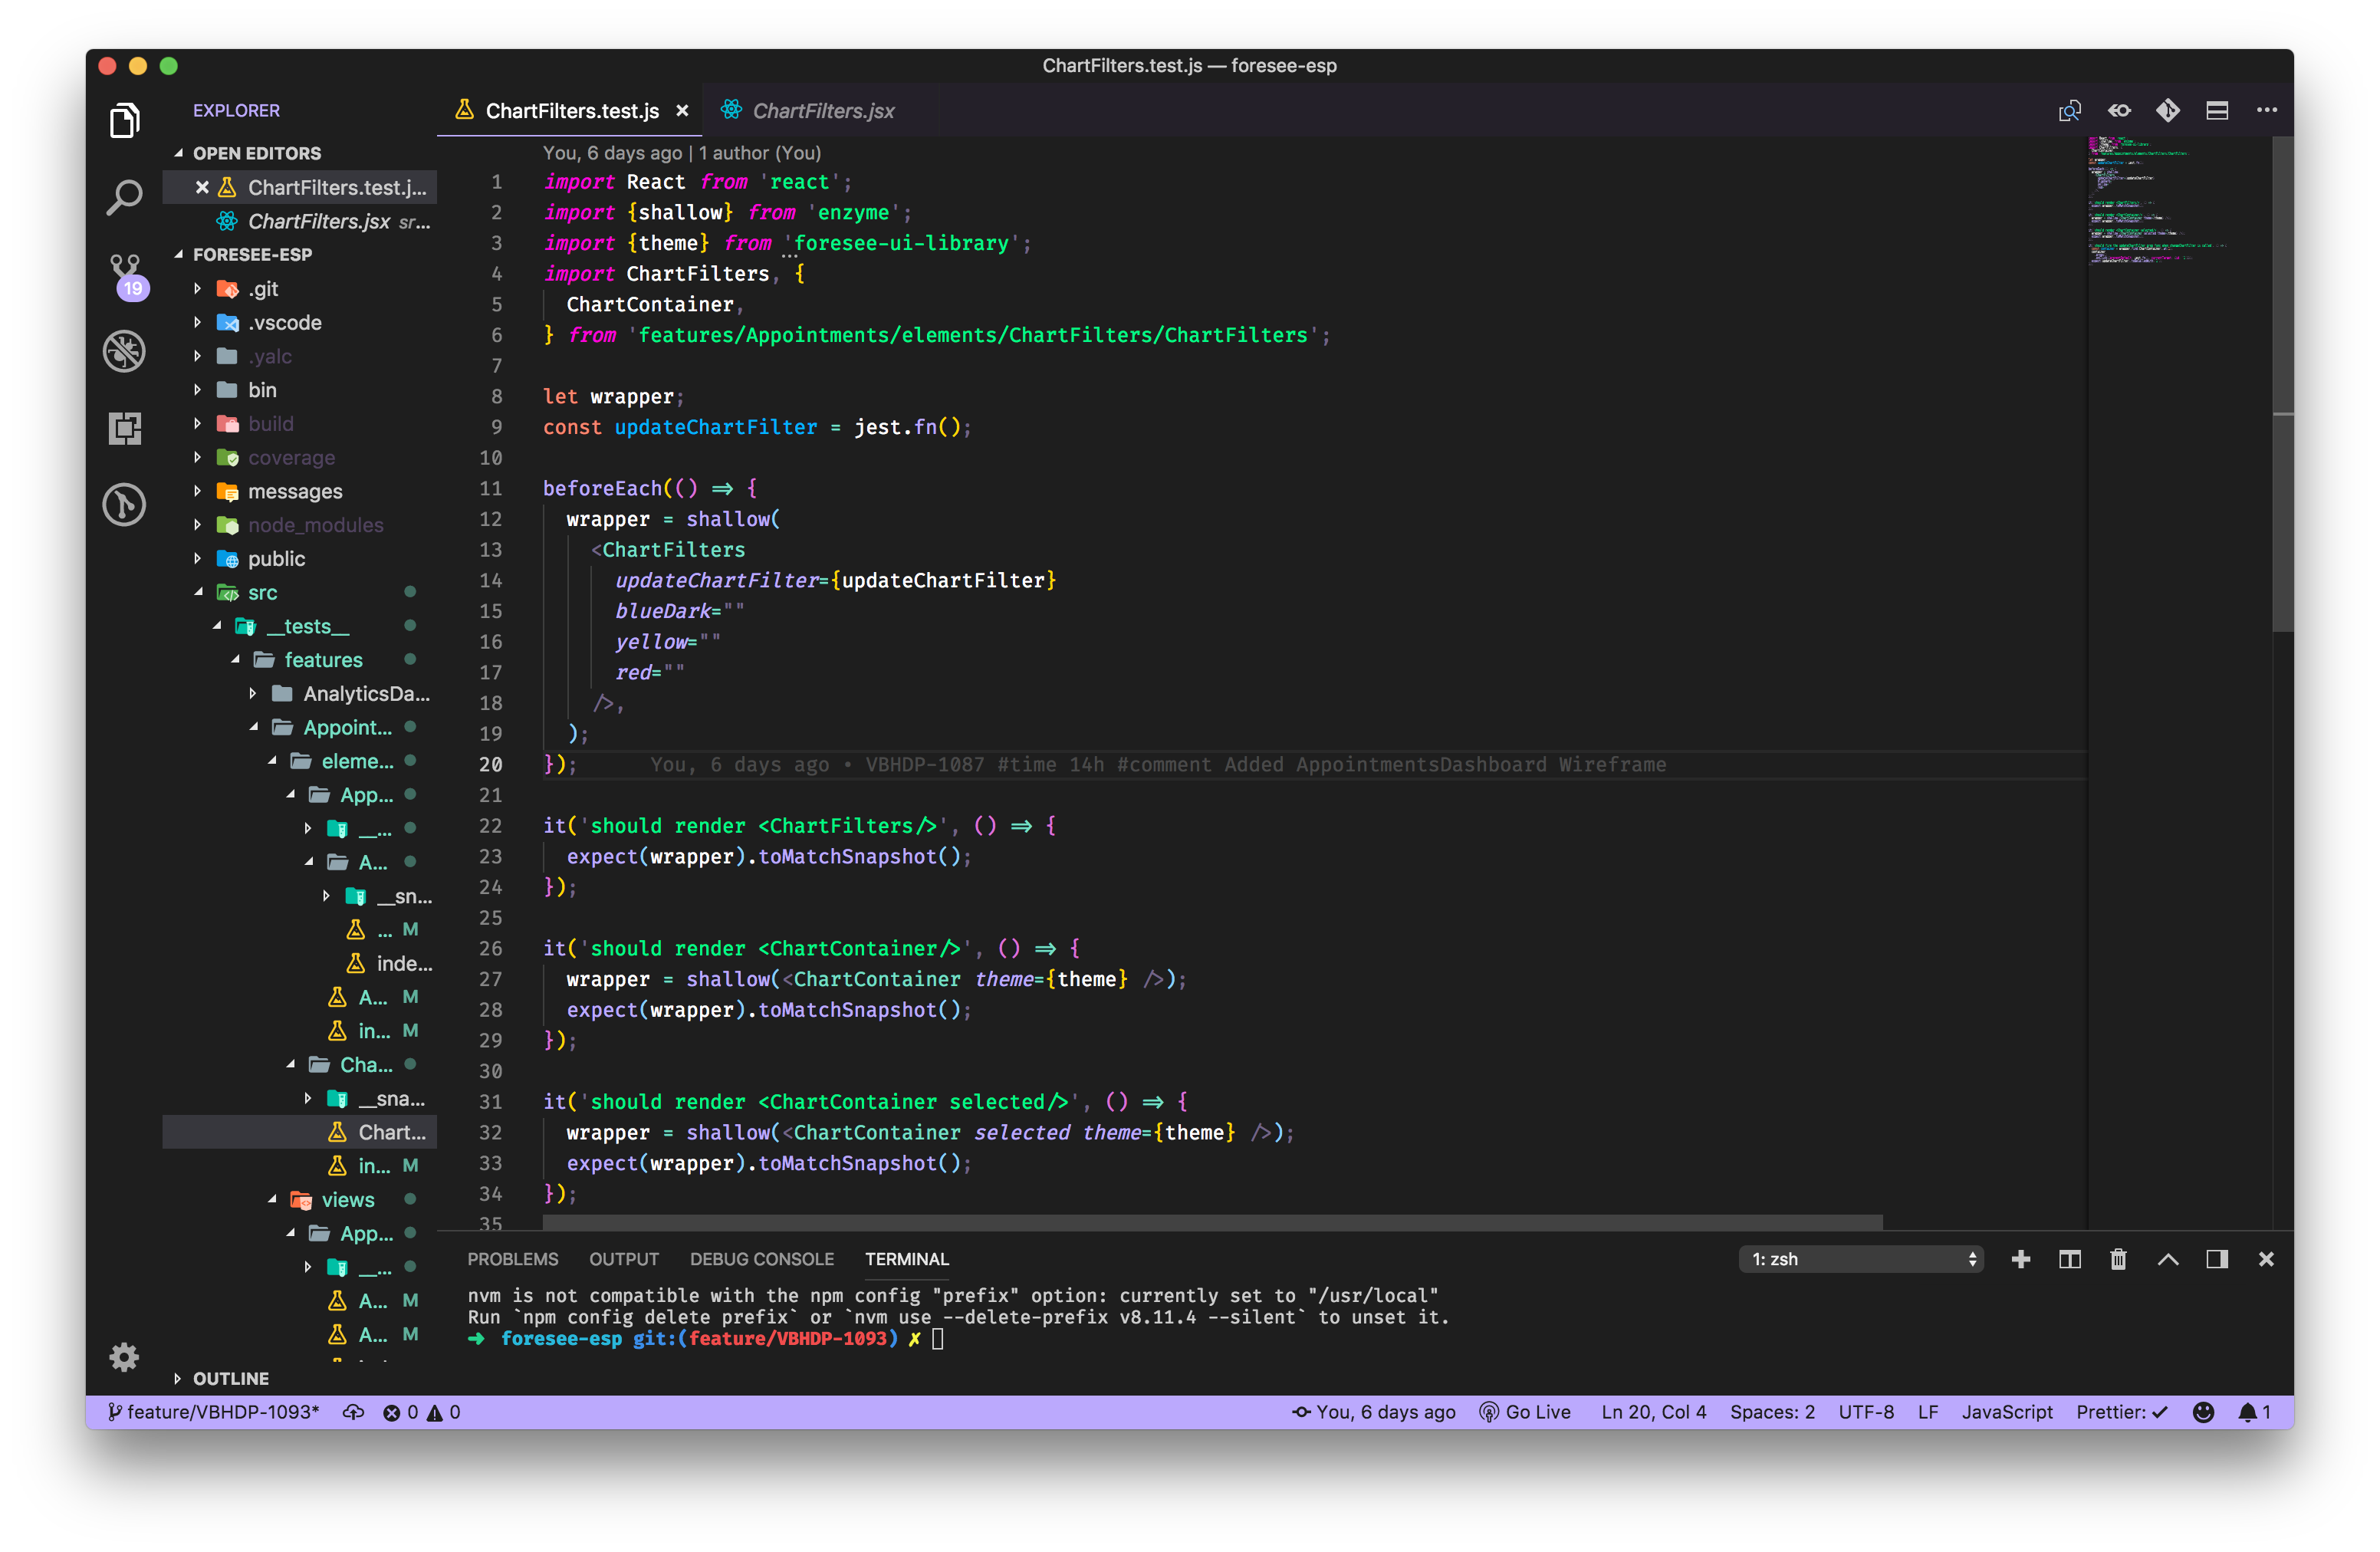 ChartFilters.test.js — foresee-esp
EXPLORER
OPEN EDITORS
ChartFilters.test.j...
ChartFilters.jsx sr...
FORESEE-ESP
.git
.vscode
.yalc
bin
build
coverage
messages
node_modules
public
src
__tests__
features
AnalyticsDa...
Appoint...
eleme...
App...
__...
A...
__sn...
... M
inde...
A... M
in... M
Cha...
__sna...
Chart...
in... M
views
App...
__...
A... M
A... M
OUTLINE
19
ChartFilters.test.js
ChartFilters.jsx
You, 6 days ago | 1 author (You)
1 import React from 'react';
2 import {shallow} from 'enzyme';
3 import {theme} from 'foresee-ui-library';
4 import ChartFilters, {
5 ChartContainer,
6 } from 'features/Appointments/elements/ChartFilters/ChartFilters';
7
8 let wrapper;
9 const updateChartFilter = jest.fn();
10
11 beforeEach(() => {
12 wrapper = shallow(
13 <ChartFilters
14 updateChartFilter={updateChartFilter}
15 blueDark=""
16 yellow=""
17 red=""
18 />,
19 );
20 }); You, 6 days ago • VBHDP-1087 #time 14h #comment Added AppointmentsDashboard Wireframe
21
22 it('should render <ChartFilters/>', () => {
23 expect(wrapper).toMatchSnapshot();
24 });
25
26 it('should render <ChartContainer/>', () => {
27 wrapper = shallow(<ChartContainer theme={theme} />);
28 expect(wrapper).toMatchSnapshot();
29 });
30
31 it('should render <ChartContainer selected/>', () => {
32 wrapper = shallow(<ChartContainer selected theme={theme} />);
33 expect(wrapper).toMatchSnapshot();
34 });
35
PROBLEMS OUTPUT DEBUG CONSOLE TERMINAL 1: zsh
nvm is not compatible with the npm config "prefix" option: currently set to "/usr/local"
Run `npm config delete prefix` or `nvm use --delete-prefix v8.11.4 --silent` to unset it.
➜ foresee-esp git:(feature/VBHDP-1093) ✗
feature/VBHDP-1093* 0 0 You, 6 days ago Go Live Ln 20, Col 4 Spaces: 2 UTF-8 LF JavaScript Prettier: ✓ 1